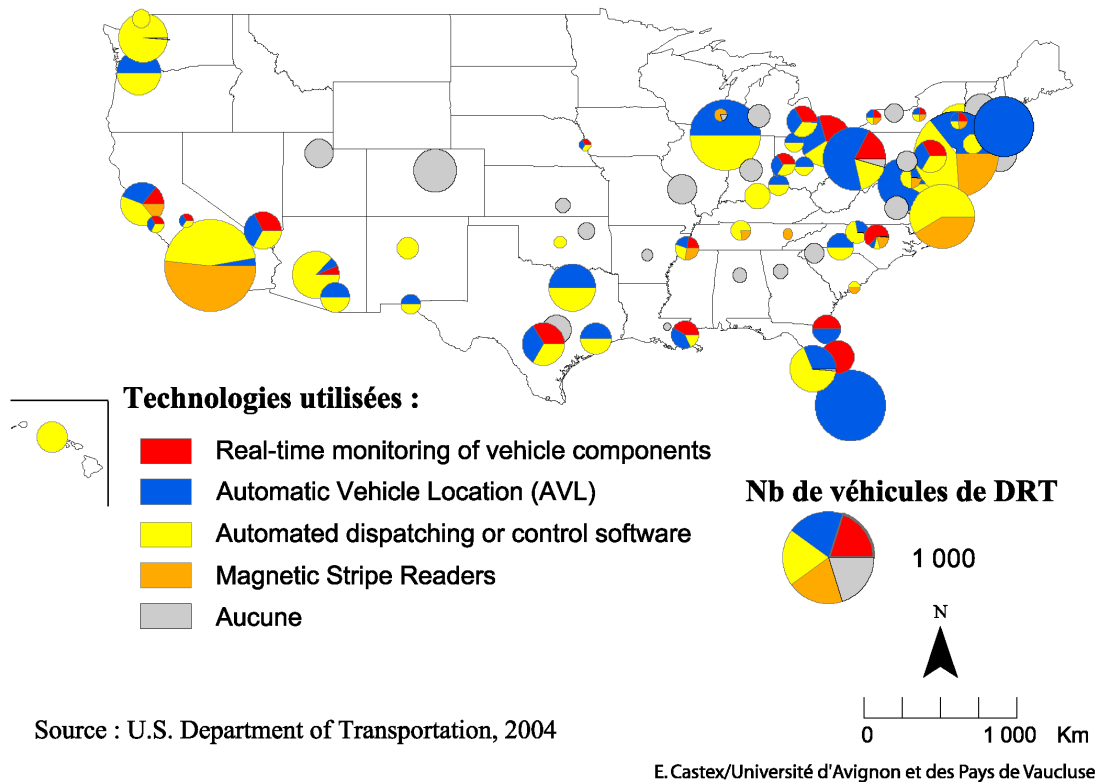 Technologies utilisées :
Real-time monitoring of vehicle components
Automatic Vehicle Location (AVL)
Automated dispatching or control software
Magnetic Stripe Readers
Aucune
Nb de véhicules de DRT
1 000
N
0 1 000 Km
Source : U.S. Department of Transportation, 2004
E. Castex/Université d'Avignon et des Pays de Vaucluse